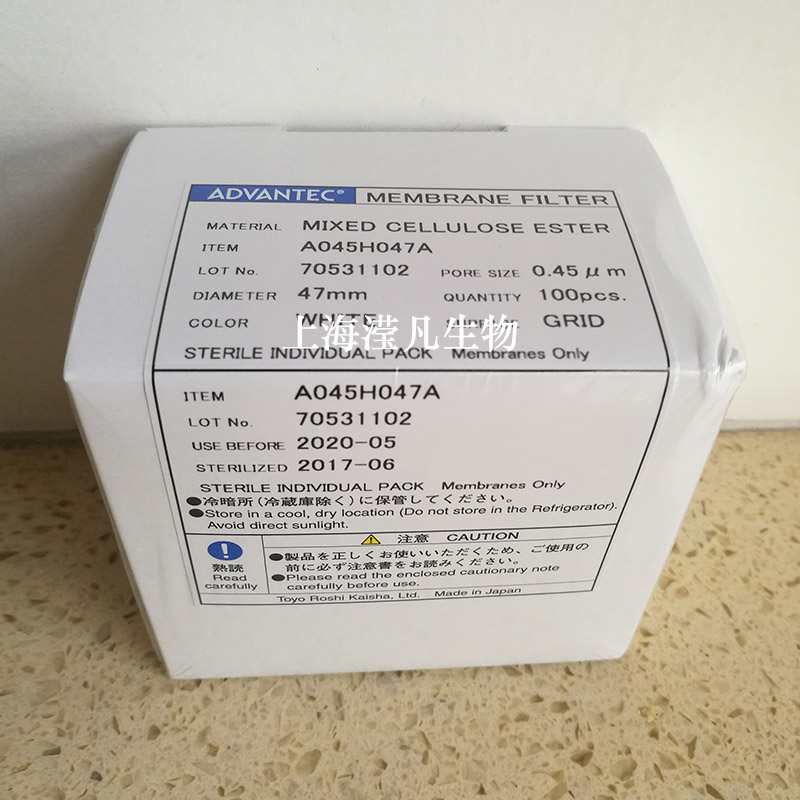 ADVANTEC® MEMBRANE FILTER
MATERIAL MIXED CELLULOSE ESTER
ITEM A045H047A
LOT No. 70531102 PORE SIZE 0.45μm
DIAMETER 47mm QUANTITY 100pcs.
COLOR WHITE GRID
上海滢凡生物
STERILE INDIVIDUAL PACK Membranes Only
ITEM A045H047A
LOT No. 70531102
USE BEFORE 2020-05
STERILIZED 2017-06
STERILE INDIVIDUAL PACK Membranes Only
●冷暗所(冷蔵庫除く)に保管してください。
●Store in a cool, dry location (Do not store in the Refrigerator).
Avoid direct sunlight.
注意 CAUTION
熟読
Read
carefully
●製品を正しくお使いいただくため、ご使用の
前に必ず注意書をお読みください。
●Please read the enclosed cautionary note
carefully before use.
Toyo Roshi Kaisha, Ltd. Made in Japan